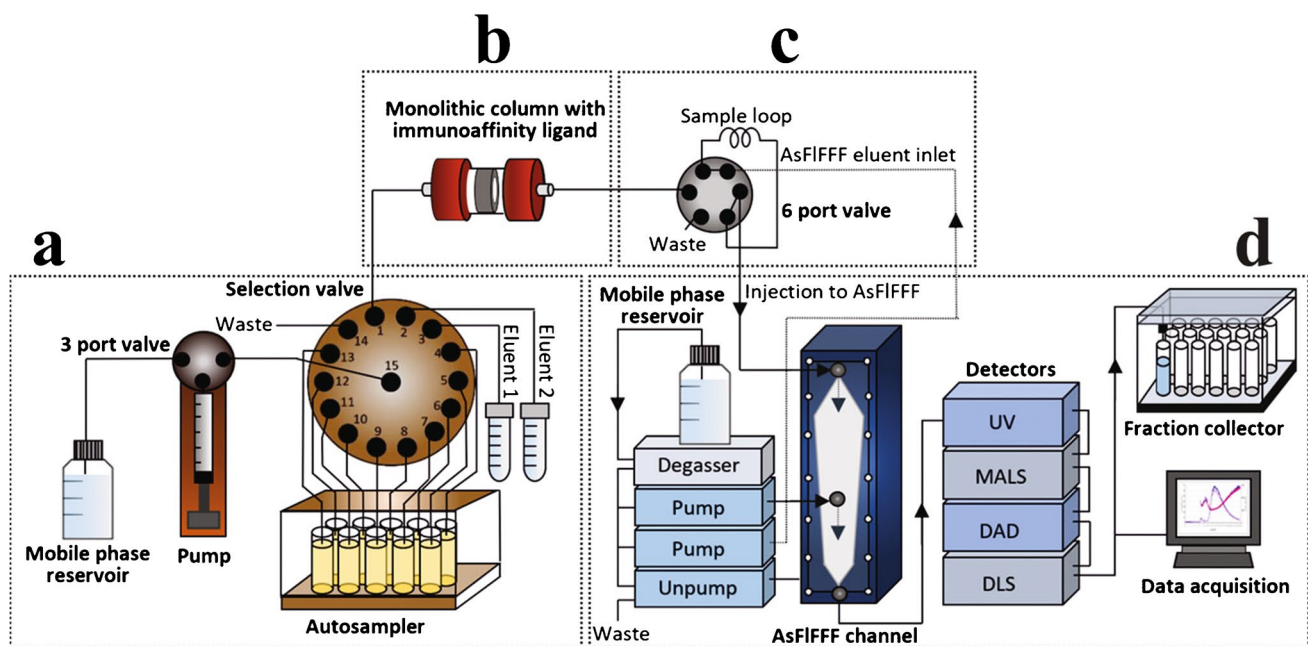 b
c
Monolithic column with
immunoaffinity ligand
Sample loop
AsFlFFF eluent inlet
6 port valve
Waste
a
d
Selection valve
Waste
3 port valve
1
2
3
4
5
6
7
8
9
10
11
12
13
14
15
Eluent 1
Eluent 2
Mobile phase
reservoir
Pump
Autosampler
Mobile phase
reservoir
Injection to AsFlFFF
Degasser
Pump
Pump
Unpump
Waste
AsFlFFF channel
Detectors
UV
MALS
DAD
DLS
Fraction collector
Data acquisition